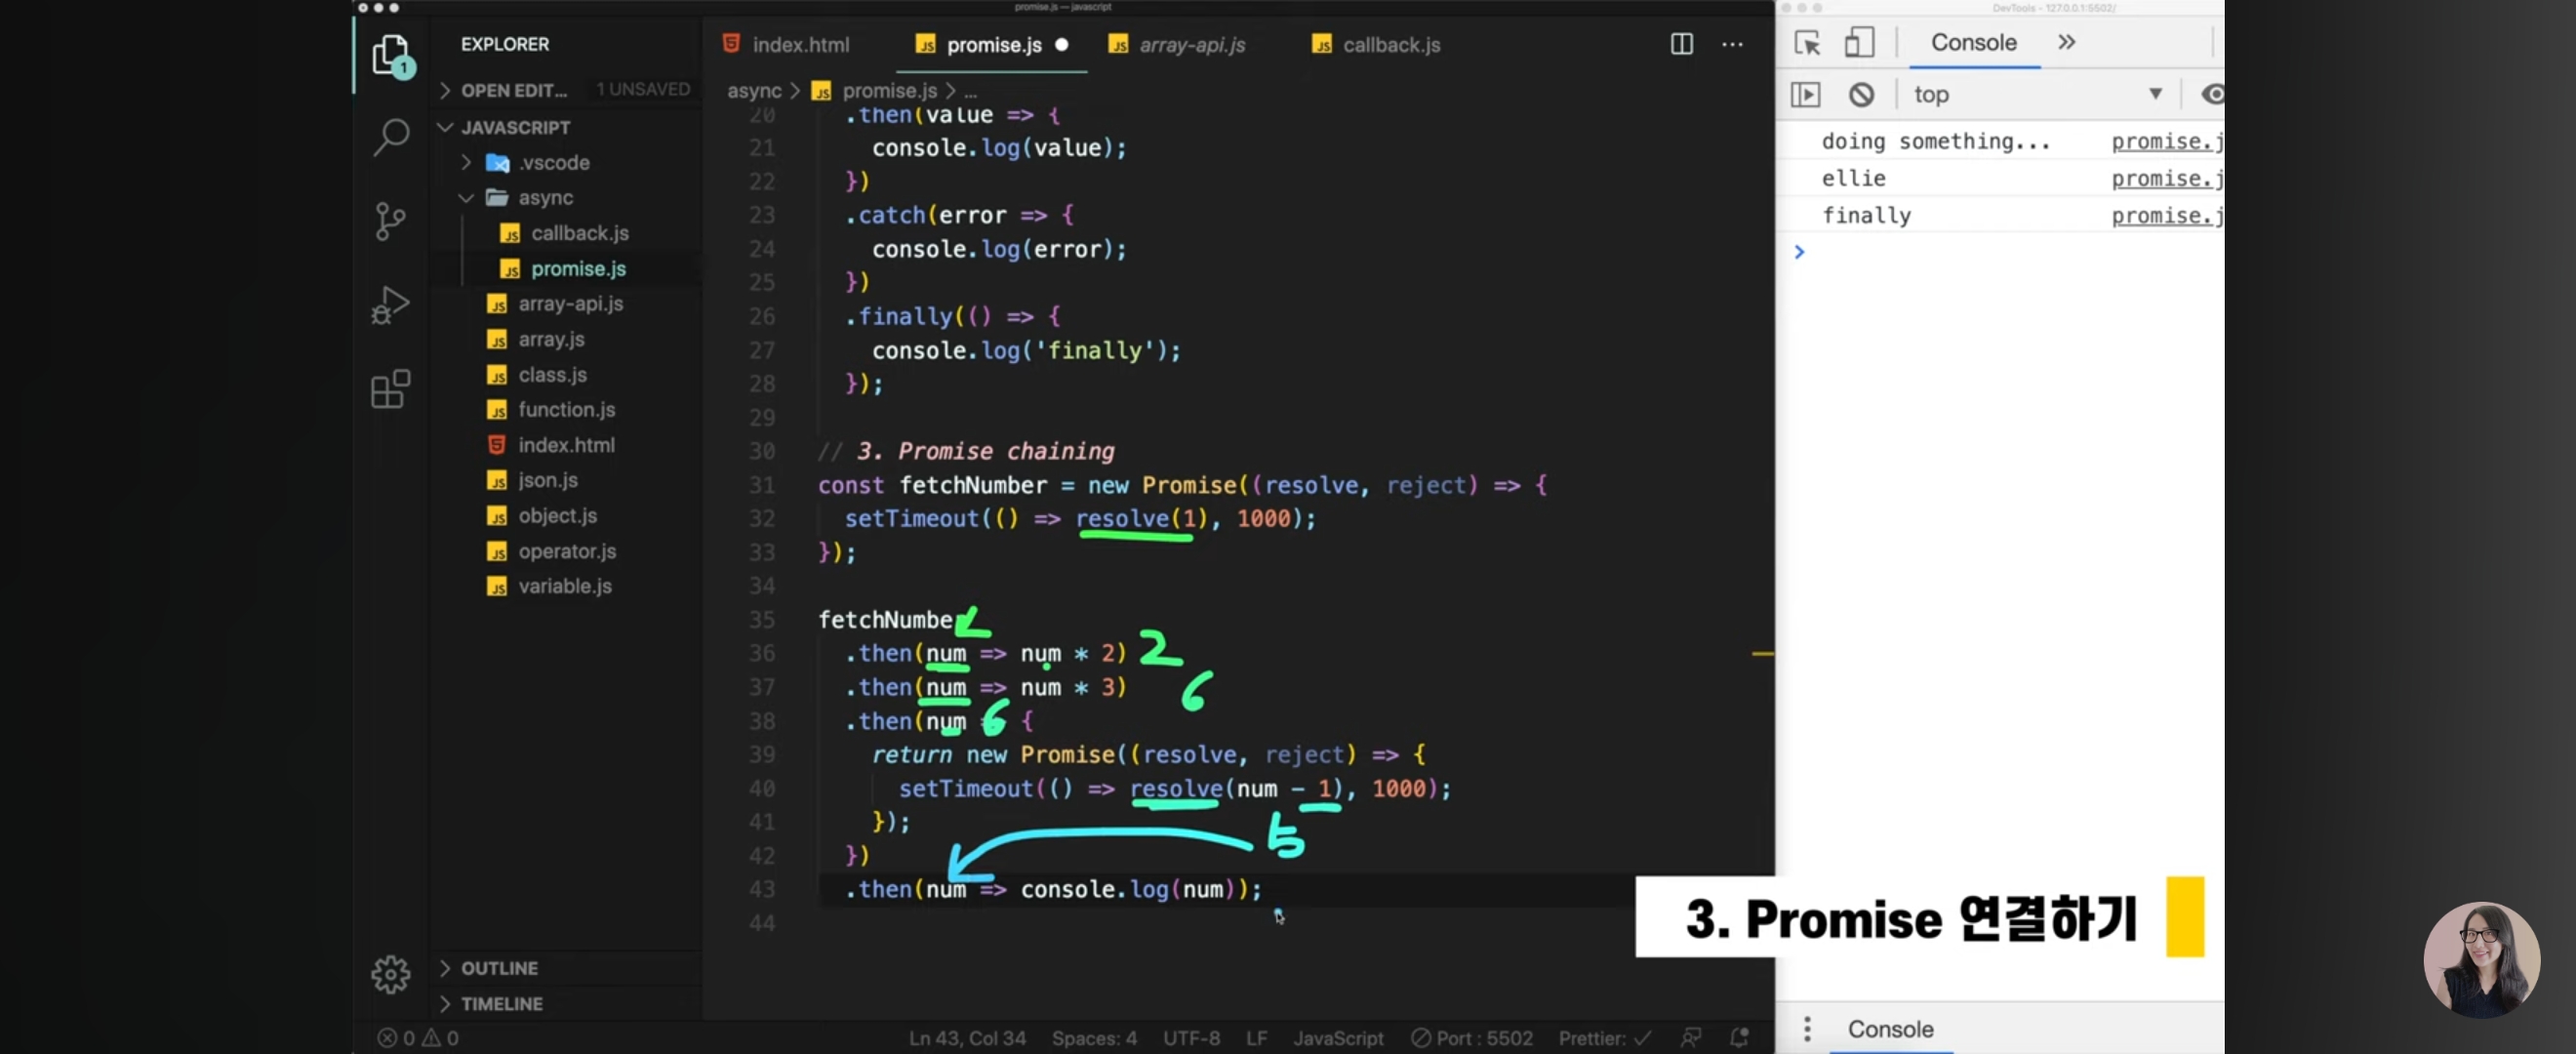 promise.js — javascript
EXPLORER
OPEN EDIT... 1 UNSAVED
JAVASCRIPT
.vscode
async
callback.js
promise.js
array-api.js
array.js
class.js
function.js
index.html
json.js
object.js
operator.js
variable.js
OUTLINE
TIMELINE
1
index.html
promise.js
array-api.js
callback.js
async > promise.js > ...
20 .then(value => {
21 console.log(value);
22 })
23 .catch(error => {
24 console.log(error);
25 })
26 .finally(() => {
27 console.log('finally');
28 });
29
30 // 3. Promise chaining
31 const fetchNumber = new Promise((resolve, reject) => {
32 setTimeout(() => resolve(1), 1000);
33 });
34
35 fetchNumbe
36 .then(num => num * 2) 2
37 .then(num => num * 3) 6
38 .then(num 6 {
39 return new Promise((resolve, reject) => {
40 setTimeout(() => resolve(num - 1), 1000);
41 });
5
42 })
43 .then(num => console.log(num));
44
0 0
Ln 43, Col 34 Spaces: 4 UTF-8 LF JavaScript Port : 5502 Prettier: ✓
DevTools - 127.0.0.1:5502/
Console
top
doing something... promise.j
ellie promise.j
finally promise.j
>
3. Promise 연결하기
Console